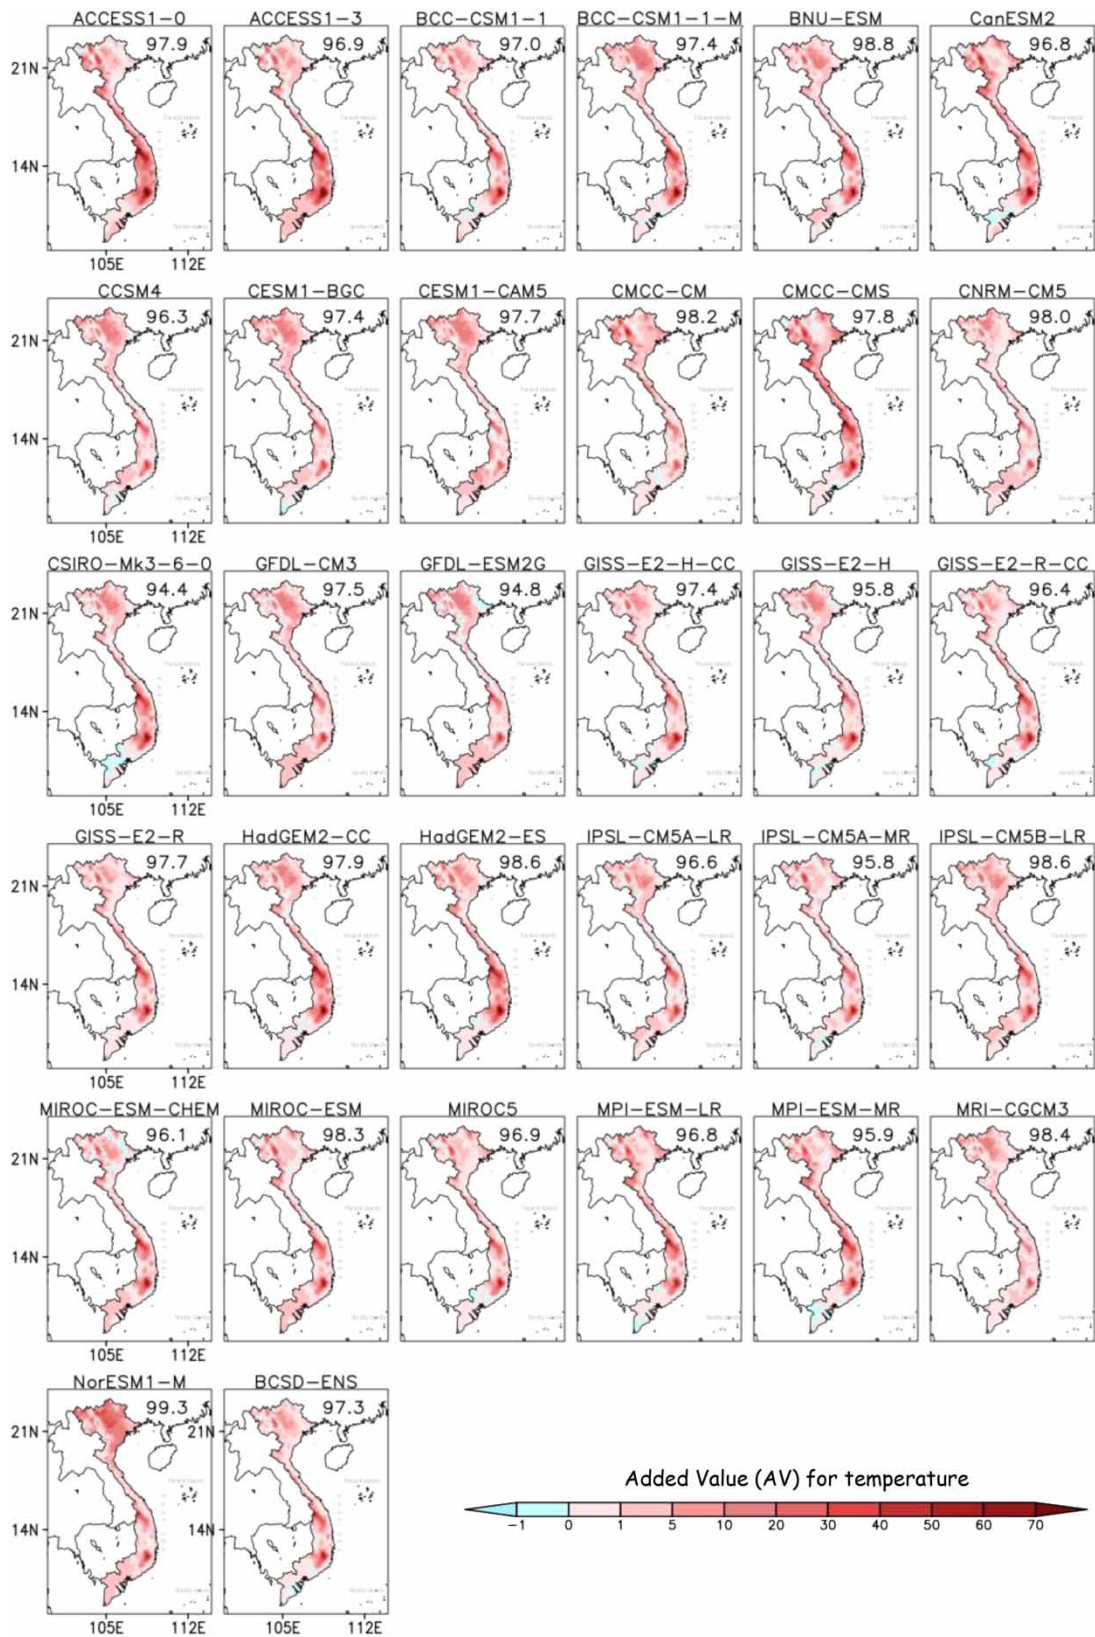 ACCESS1-0 ACCESS1-3 BCC-CSM1-1 BCC-CSM1-1-M BNU-ESM CanESM2
97.9 96.9 97.0 97.4 98.8 96.8
21N
14N
105E 112E 105E 112E
CCSM4 CESM1-BGC CESM1-CAM5 CMCC-CM CMCC-CMS CNRM-CM5
96.3 97.4 97.7 98.2 97.8 98.0
21N
14N
105E 112E
CSIRO-Mk3-6-0 GFDL-CM3 GFDL-ESM2G GISS-E2-H-CC GISS-E2-H GISS-E2-R-CC
94.4 97.5 94.8 97.4 95.8 96.4
21N
14N
105E 112E
GISS-E2-R HadGEM2-CC HadGEM2-ES IPSL-CM5A-LR IPSL-CM5A-MR IPSL-CM5B-LR
97.7 97.9 98.6 96.6 95.8 98.6
21N
14N
105E 112E
MIROC-ESM-CHEM MIROC-ESM MIROC5 MPI-ESM-LR MPI-ESM-MR MRI-CGCM3
96.1 98.3 96.9 96.8 95.9 98.4
21N
14N
105E 112E
NorESM1-M BCSD-ENS
99.3 97.3
21N 21N
14N 14N
105E 112E 105E 112E
Added Value (AV) for temperature
-1 0 1 5 10 20 30 40 50 60 70